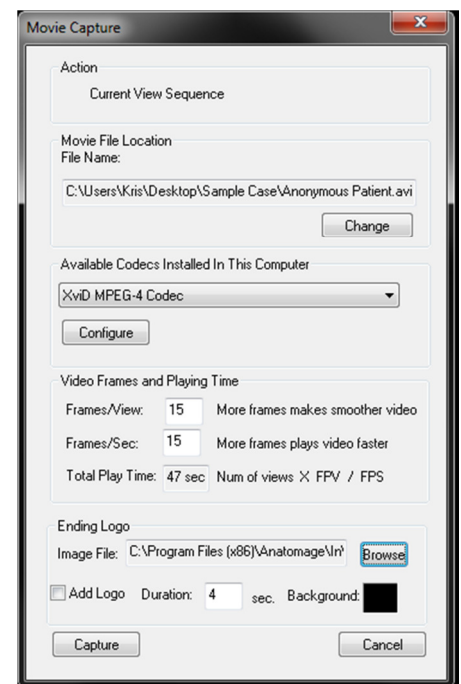 Movie Capture
Action
Current View Sequence
Movie File Location
File Name:
C:\Users\Kris\Desktop\Sample Case\Anonymous Patient.avi
Change
Available Codecs Installed In This Computer
XviD MPEG-4 Codec
Configure
Video Frames and Playing Time
Frames/View: 15 More frames makes smoother video
Frames/Sec: 15 More frames plays video faster
Total Play Time: 47 sec Num of views X FPV / FPS
Ending Logo
Image File: C:\Program Files (x86)\Anatomage\InV Browse
Add Logo Duration: 4 sec. Background:
Capture Cancel